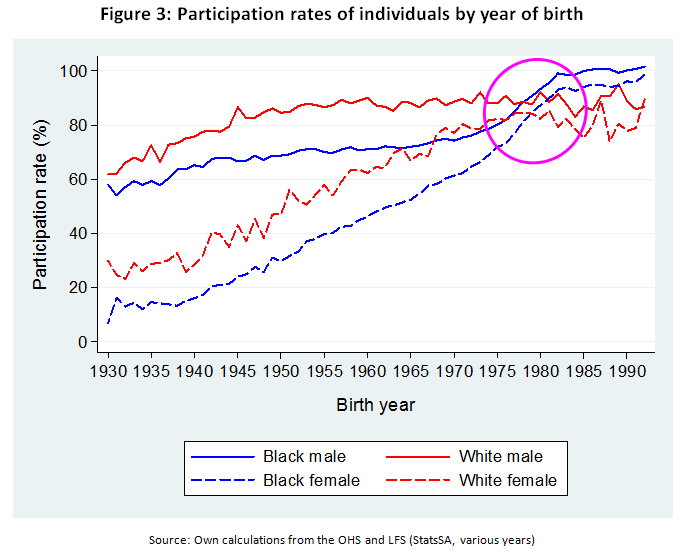 Figure 3: Participation rates of individuals by year of birth
100
80
60
40
20
0
Participation rate (%)
1930 1935 1940 1945 1950 1955 1960 1965 1970 1975 1980 1985 1990
Birth year
Black male White male
Black female White female
Source: Own calculations from the OHS and LFS (StatsSA, various years)